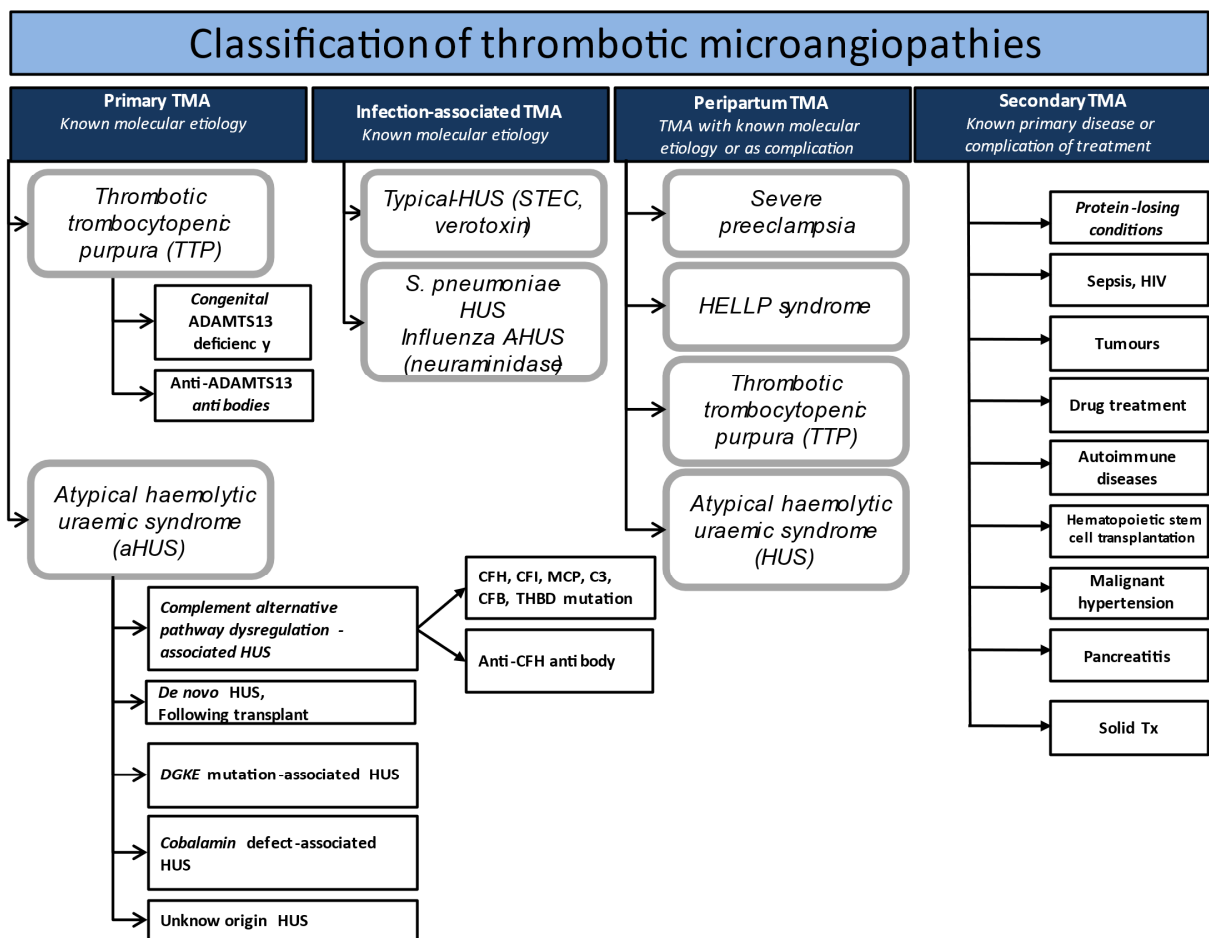 Classification of thrombotic microangiopathies
Primary TMA
Known molecular etiology
Infection-associated TMA
Known molecular etiology
Peripartum TMA
TMA with known molecular
etiology or as complication
Secondary TMA
Known primary disease or
complication of treatment
Thrombotic
trombocytopenic
purpura (TTP)
Congenital
ADAMTS13
deficienc y
Anti-ADAMTS13
antibodies
Atypical haemolytic
uraemic syndrome
(aHUS)
Complement alternative
pathway dysregulation -
associated HUS
CFH, CFI, MCP, C3,
CFB, THBD mutation
Anti-CFH antibody
De novo HUS,
Following transplant
DGKE mutation-associated HUS
Cobalamin defect-associated
HUS
Unknow origin HUS
Typical-HUS (STEC,
verotoxin)
S. pneumoniae-
HUS
Influenza A-HUS
(neuraminidase)
Severe
preeclampsia
HELLP syndrome
Thrombotic
trombocytopenic
purpura (TTP)
Atypical haemolytic
uraemic syndrome
(HUS)
Protein-losing
conditions
Sepsis, HIV
Tumours
Drug treatment
Autoimmune
diseases
Hematopoietic stem
cell transplantation
Malignant
hypertension
Pancreatitis
Solid Tx